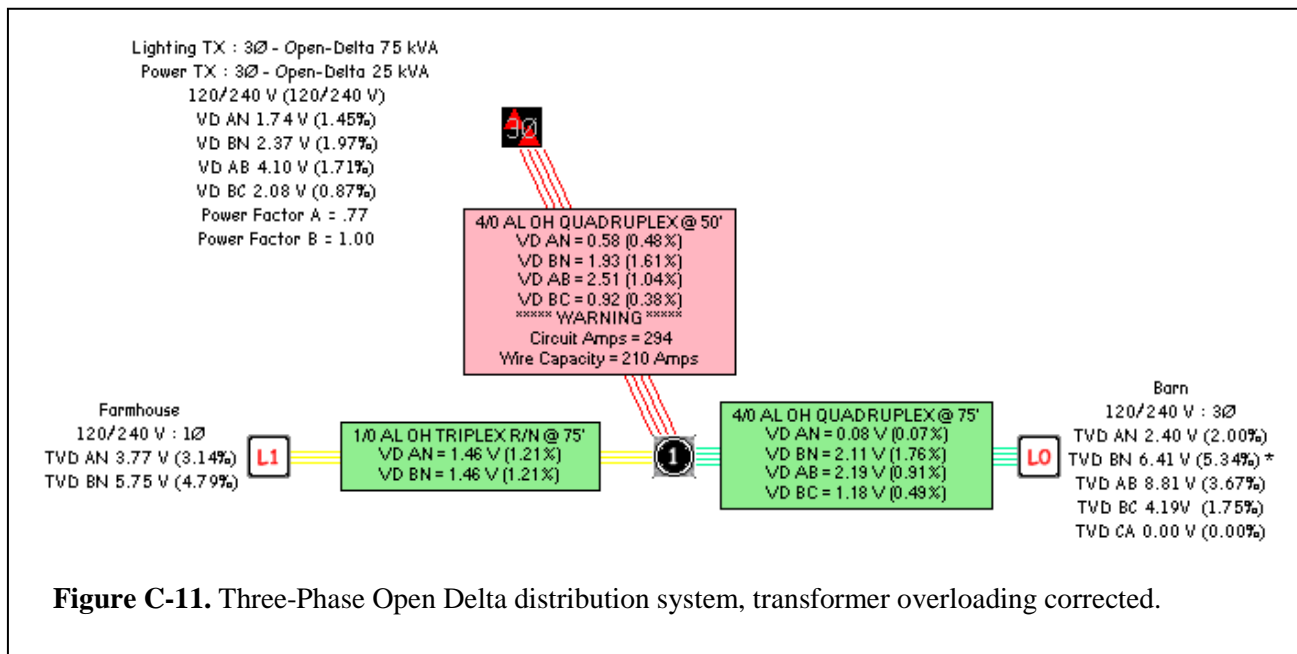 Lighting TX : 3Ø - Open-Delta 75 kVA
Power TX : 3Ø - Open-Delta 25 kVA
120/240 V (120/240 V)
VD AN 1.74 V (1.45%)
VD BN 2.37 V (1.97%)
VD AB 4.10 V (1.71%)
VD BC 2.08 V (0.87%)
Power Factor A = .77
Power Factor B = 1.00
3Ø
4/0 AL OH QUADRUPLEX @ 50'
VD AN = 0.58 (0.48%)
VD BN = 1.93 (1.61%)
VD AB = 2.51 (1.04%)
VD BC = 0.92 (0.38%)
***** WARNING *****
Circuit Amps = 294
Wire Capacity = 210 Amps
Farmhouse
120/240 V : 1Ø
TVD AN 3.77 V (3.14%)
TVD BN 5.75 V (4.79%)
L1
1/0 AL OH TRIPLEX R/N @ 75'
VD AN = 1.46 V (1.21%)
VD BN = 1.46 V (1.21%)
1
4/0 AL OH QUADRUPLEX @ 75'
VD AN = 0.08 V (0.07%)
VD BN = 2.11 V (1.76%)
VD AB = 2.19 V (0.91%)
VD BC = 1.18 V (0.49%)
LO
Barn
120/240 V : 3Ø
TVD AN 2.40 V (2.00%)
TVD BN 6.41 V (5.34%) *
TVD AB 8.81 V (3.67%)
TVD BC 4.19V (1.75%)
TVD CA 0.00 V (0.00%)
Figure C-11. Three-Phase Open Delta distribution system, transformer overloading corrected.